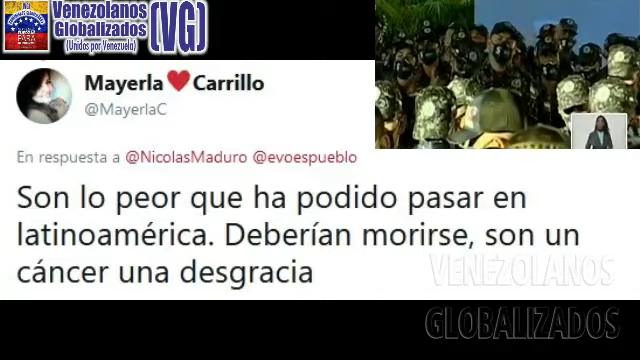 Venezolanos
Globalizados
(Unidos por Venezuela)
(VG)
Mayerla❤Carrillo
@MayerlaC
En respuesta a @NicolasMaduro @evoespueblo
Son lo peor que ha podido pasar en
latinoamérica. Deberían morirse, son un
cáncer una desgracia
VENEZOLANOS
GLOBALIZADOS